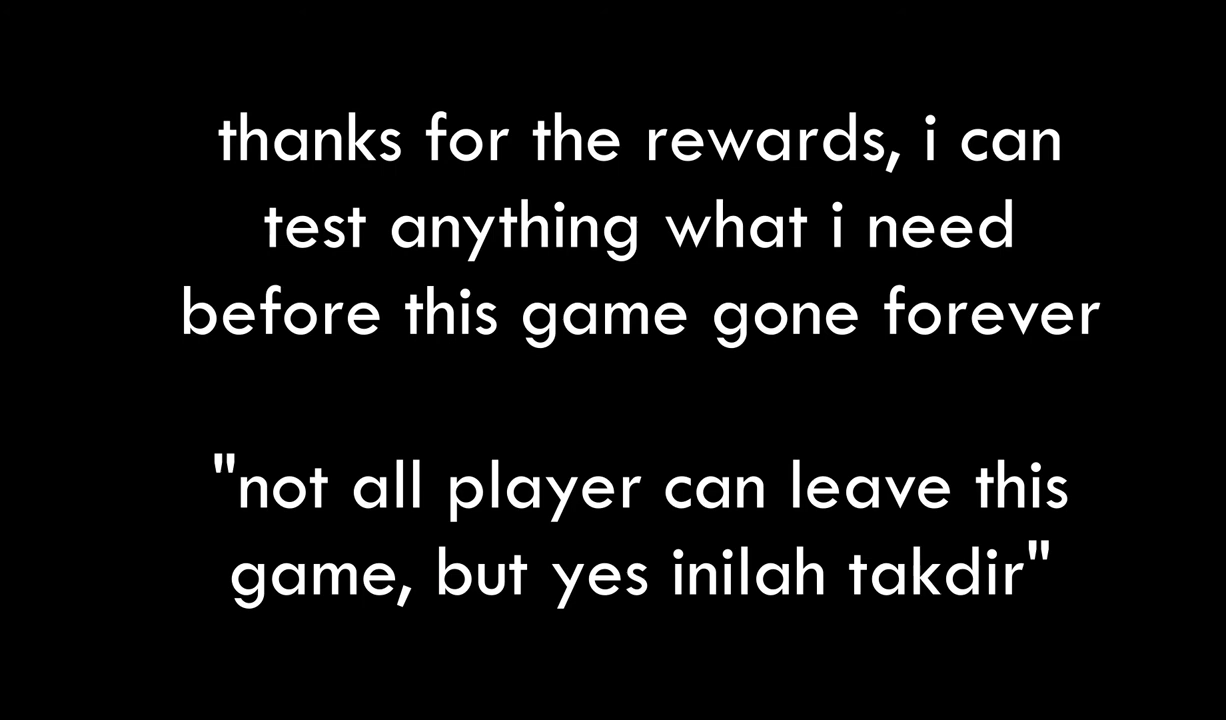 thanks for the rewards, i can
test anything what i need
before this game gone forever
"not all player can leave this
game, but yes inilah takdir"